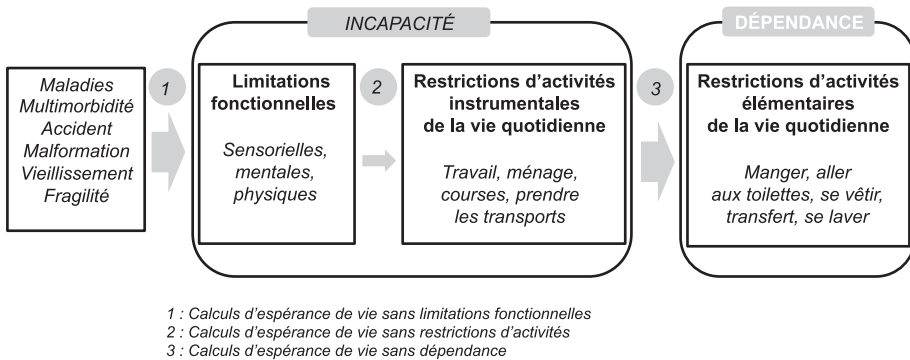 INCAPACITÉ
DÉPENDANCE
Maladies
Multimorbidité
Accident
Malformation
Vieillissement
Fragilité
1
Limitations
fonctionnelles
Sensorielles,
mentales,
physiques
2
Restrictions d’activités
instrumentales
de la vie quotidienne
Travail, ménage,
courses, prendre
les transports
3
Restrictions d’activités
élémentaires
de la vie quotidienne
Manger, aller
aux toilettes, se vêtir,
transfert, se laver
1 : Calculs d’espérance de vie sans limitations fonctionnelles
2 : Calculs d’espérance de vie sans restrictions d’activités
3 : Calculs d’espérance de vie sans dépendance